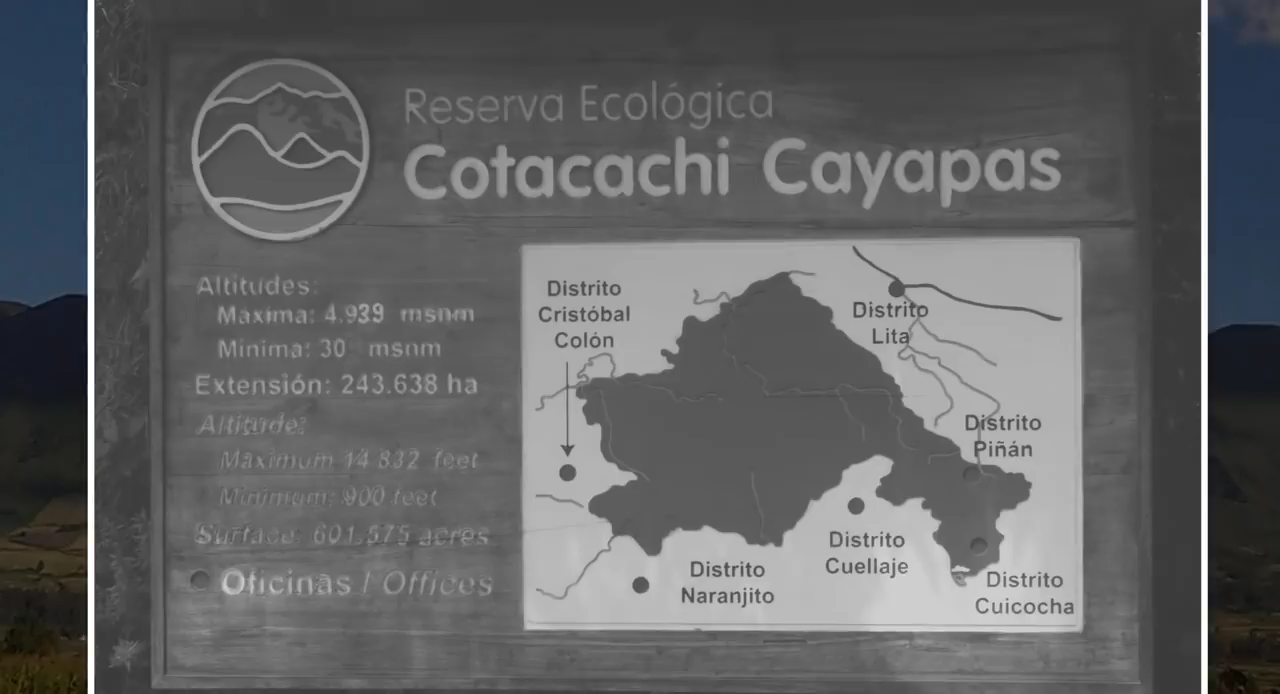 Reserva Ecológica
Cotacachi Cayapas
Altitudes:
Maxima: 4.939 msnm
Minima: 30 msnm
Extensión: 243.638 ha
Altitude:
Maximum 14 832 feet
Minimum: 900 feet
Surface: 601.575 acres
Oficinas / Offices
Distrito
Cristóbal
Colón
Distrito
Lita
Distrito
Piñán
Distrito
Cuellaje
Distrito
Naranjito
Distrito
Cuicocha